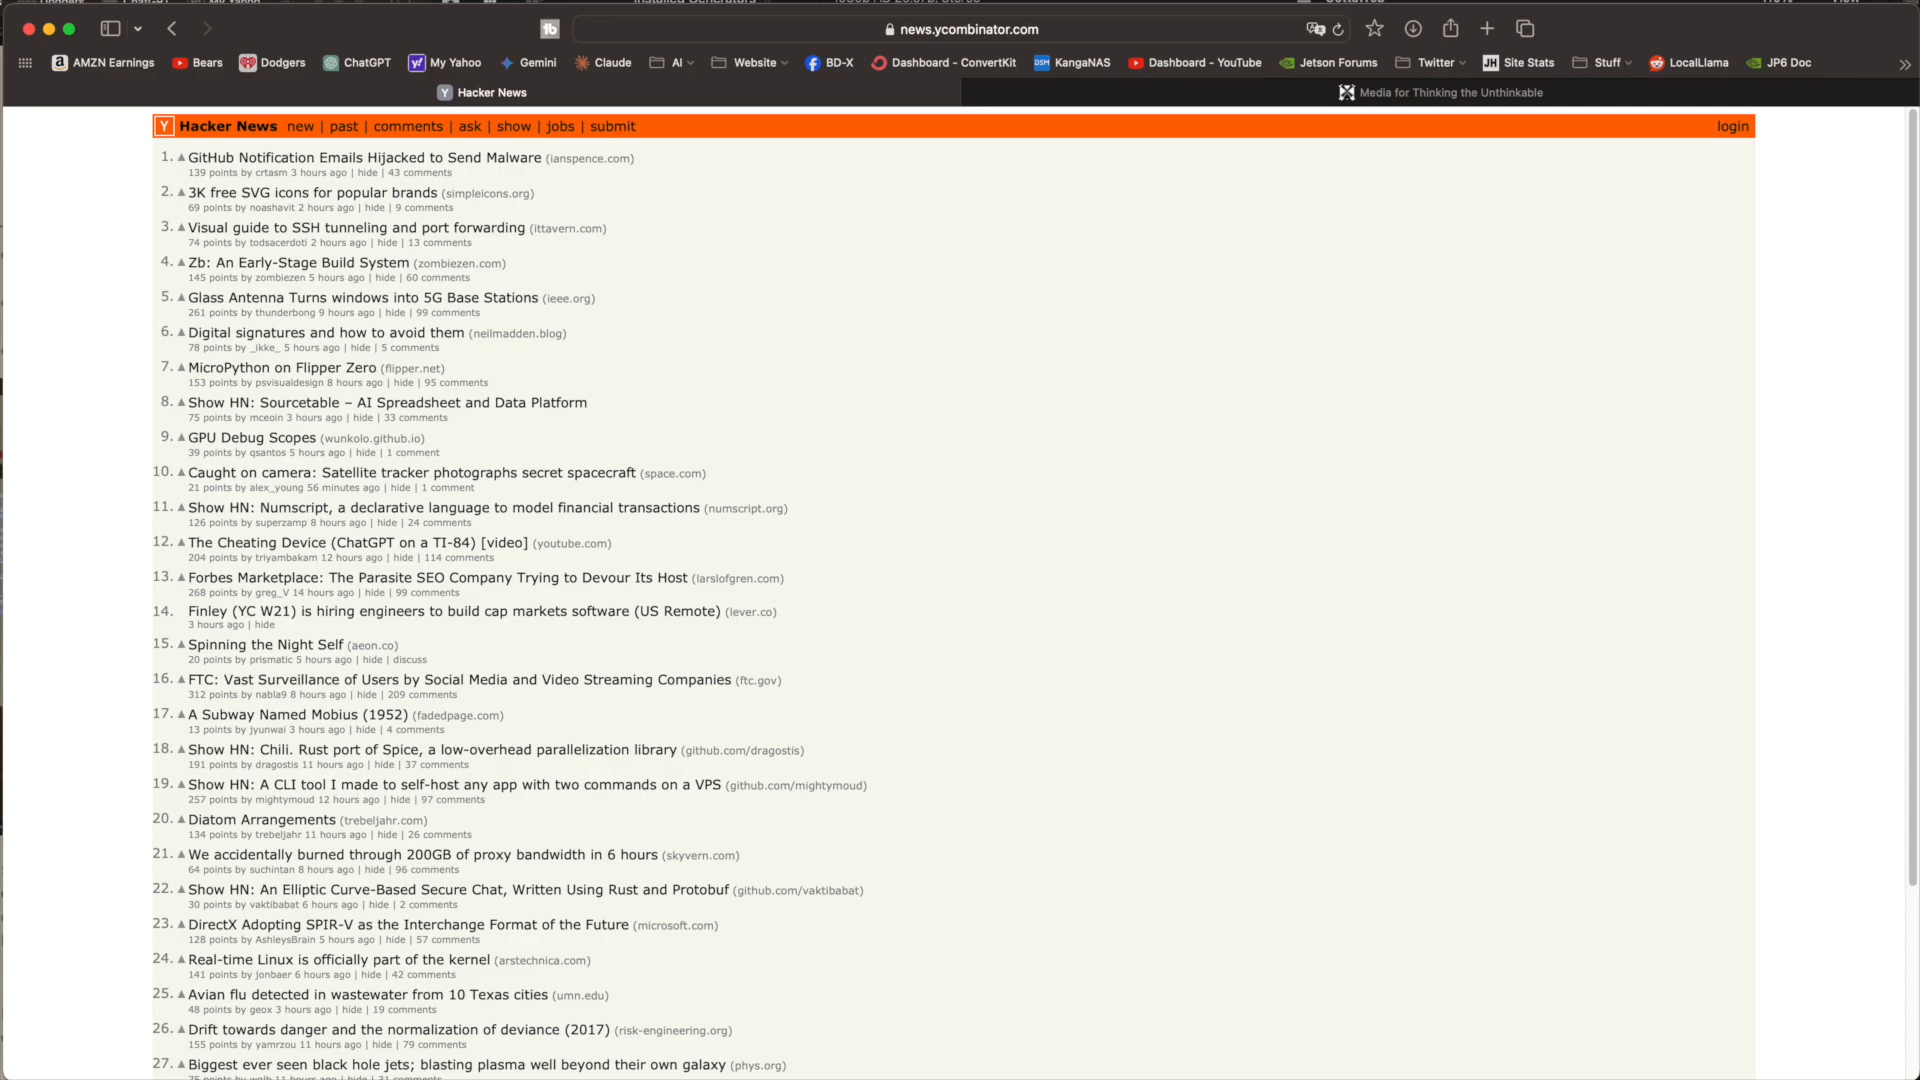 news.ycombinator.com
AMZN Earnings Bears Dodgers ChatGPT My Yahoo Gemini Claude AI Website BD-X Dashboard - ConvertKit KangaNAS Dashboard - YouTube Jetson Forums Twitter Site Stats Stuff LocalLlama JP6 Doc
Hacker News
Media for Thinking the Unthinkable
Y Hacker News new | past | comments | ask | show | jobs | submit login
1. GitHub Notification Emails Hijacked to Send Malware (ianspence.com)
139 points by crtasm 3 hours ago | hide | 43 comments
2. 3K free SVG icons for popular brands (simpleicons.org)
69 points by noashavit 2 hours ago | hide | 9 comments
3. Visual guide to SSH tunneling and port forwarding (ittavern.com)
74 points by todsacerdoti 2 hours ago | hide | 13 comments
4. Zb: An Early-Stage Build System (zombiezen.com)
145 points by zombiezen 5 hours ago | hide | 60 comments
5. Glass Antenna Turns windows into 5G Base Stations (ieee.org)
261 points by thunderbong 9 hours ago | hide | 99 comments
6. Digital signatures and how to avoid them (neilmadden.blog)
78 points by _ikke_ 5 hours ago | hide | 5 comments
7. MicroPython on Flipper Zero (flipper.net)
153 points by psvisualdesign 8 hours ago | hide | 95 comments
8. Show HN: Sourcetable – AI Spreadsheet and Data Platform
75 points by mceoin 3 hours ago | hide | 33 comments
9. GPU Debug Scopes (wunkolo.github.io)
39 points by qsantos 5 hours ago | hide | 1 comment
10. Caught on camera: Satellite tracker photographs secret spacecraft (space.com)
21 points by alex_young 56 minutes ago | hide | 1 comment
11. Show HN: Numscript, a declarative language to model financial transactions (numscript.org)
126 points by superzamp 8 hours ago | hide | 24 comments
12. The Cheating Device (ChatGPT on a TI-84) [video] (youtube.com)
204 points by triyambakam 12 hours ago | hide | 114 comments
13. Forbes Marketplace: The Parasite SEO Company Trying to Devour Its Host (larslofgren.com)
268 points by greg_V 14 hours ago | hide | 99 comments
14. Finley (YC W21) is hiring engineers to build cap markets software (US Remote) (lever.co)
3 hours ago | hide
15. Spinning the Night Self (aeon.co)
20 points by prismatic 5 hours ago | hide | discuss
16. FTC: Vast Surveillance of Users by Social Media and Video Streaming Companies (ftc.gov)
312 points by nabla9 8 hours ago | hide | 209 comments
17. A Subway Named Mobius (1952) (fadedpage.com)
13 points by jyunwai 3 hours ago | hide | 4 comments
18. Show HN: Chili. Rust port of Spice, a low-overhead parallelization library (github.com/dragostis)
191 points by dragostis 11 hours ago | hide | 37 comments
19. Show HN: A CLI tool I made to self-host any app with two commands on a VPS (github.com/mightymoud)
257 points by mightymoud 12 hours ago | hide | 97 comments
20. Diatom Arrangements (trebeljahr.com)
134 points by trebeljahr 11 hours ago | hide | 26 comments
21. We accidentally burned through 200GB of proxy bandwidth in 6 hours (skyvern.com)
64 points by suchintan 8 hours ago | hide | 96 comments
22. Show HN: An Elliptic Curve-Based Secure Chat, Written Using Rust and Protobuf (github.com/vaktibabat)
30 points by vaktibabat 6 hours ago | hide | 2 comments
23. DirectX Adopting SPIR-V as the Interchange Format of the Future (microsoft.com)
128 points by AshleysBrain 5 hours ago | hide | 57 comments
24. Real-time Linux is officially part of the kernel (arstechnica.com)
141 points by jonbaer 6 hours ago | hide | 42 comments
25. Avian flu detected in wastewater from 10 Texas cities (umn.edu)
48 points by geox 3 hours ago | hide | 19 comments
26. Drift towards danger and the normalization of deviance (2017) (risk-engineering.org)
155 points by yamrzou 11 hours ago | hide | 79 comments
27. Biggest ever seen black hole jets; blasting plasma well beyond their own galaxy (phys.org)